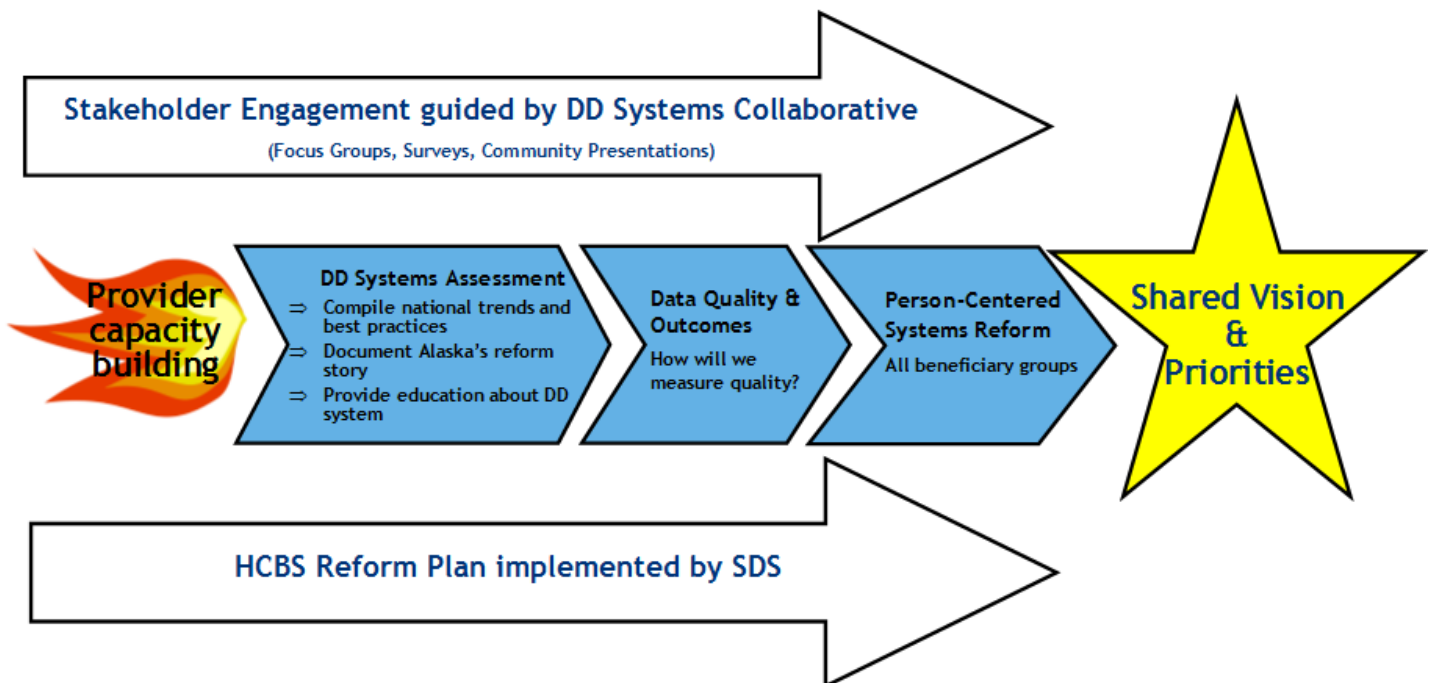 Stakeholder Engagement guided by DD Systems Collaborative
(Focus Groups, Surveys, Community Presentations)
Provider
capacity
building
DD Systems Assessment
⇒ Compile national trends and
best practices
⇒ Document Alaska's reform
story
⇒ Provide education about DD
system
Data Quality &
Outcomes
How will we
measure quality?
Person-Centered
Systems Reform
All beneficiary groups
Shared Vision
&
Priorities
HCBS Reform Plan implemented by SDS